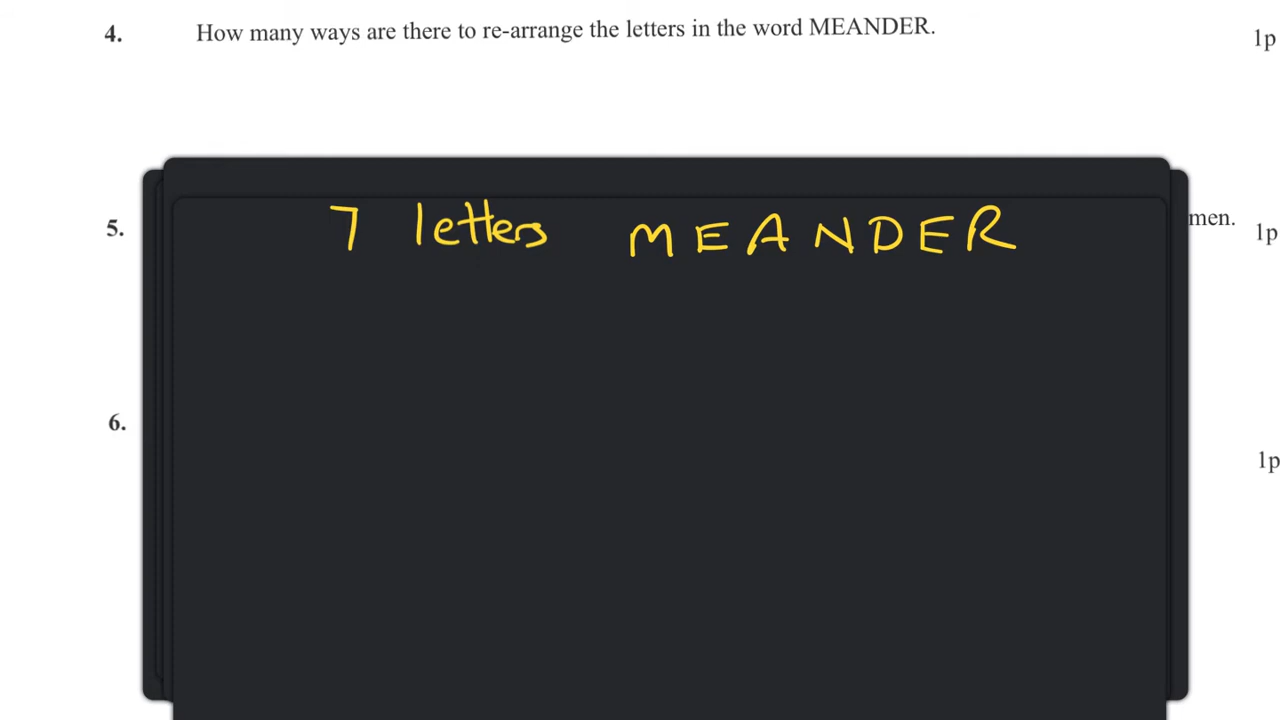 4. How many ways are there to re-arrange the letters in the word MEANDER.
1p
7 letters MEANDER
5. men.
1p
6.
1p